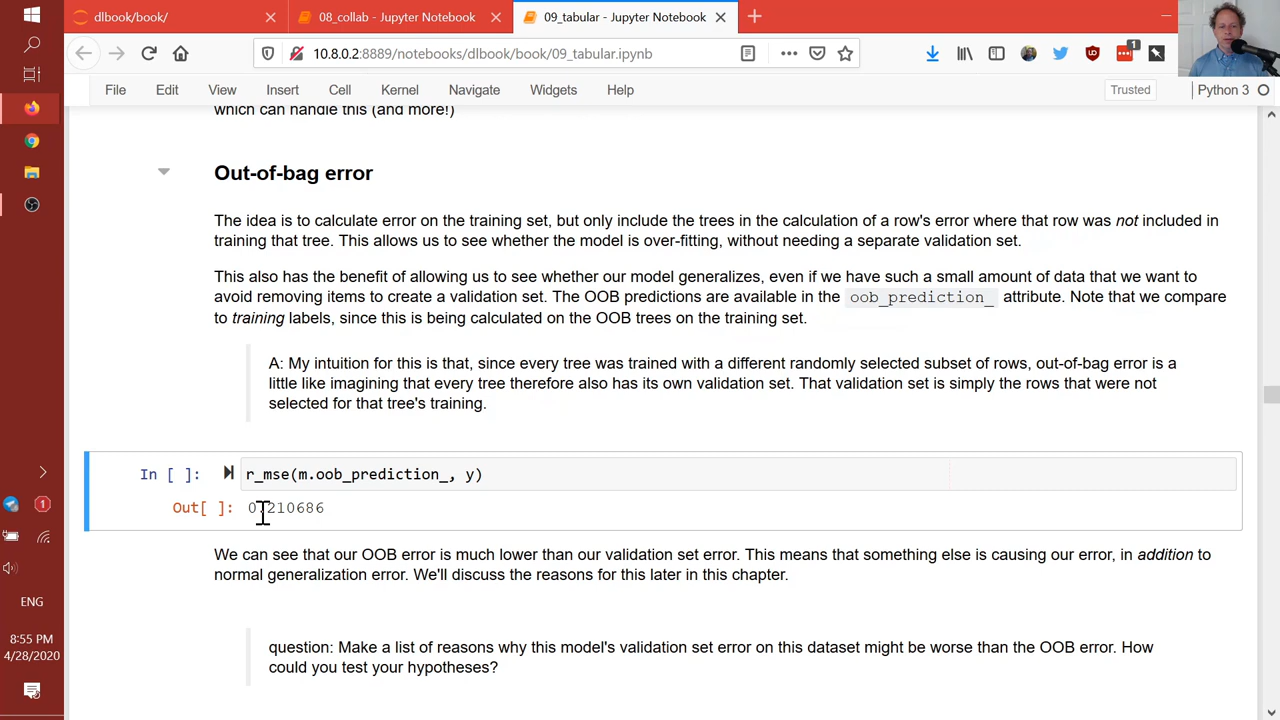 dlbook/book/
08_collab - Jupyter Notebook
09_tabular - Jupyter Notebook
10.8.0.2:8889/notebooks/dlbook/book/09_tabular.ipynb
1
File Edit View Insert Cell Kernel Navigate Widgets Help
Trusted
Python 3
which can handle this (and more!)
Out-of-bag error
The idea is to calculate error on the training set, but only include the trees in the calculation of a row's error where that row was not included in
training that tree. This allows us to see whether the model is over-fitting, without needing a separate validation set.
This also has the benefit of allowing us to see whether our model generalizes, even if we have such a small amount of data that we want to
avoid removing items to create a validation set. The OOB predictions are available in the oob_prediction_ attribute. Note that we compare
to training labels, since this is being calculated on the OOB trees on the training set.
A: My intuition for this is that, since every tree was trained with a different randomly selected subset of rows, out-of-bag error is a
little like imagining that every tree therefore also has its own validation set. That validation set is simply the rows that were not
selected for that tree's training.
In [ ]: r_mse(m.oob_prediction_, y)
Out[ ]: 0.210686
We can see that our OOB error is much lower than our validation set error. This means that something else is causing our error, in addition to
normal generalization error. We'll discuss the reasons for this later in this chapter.
question: Make a list of reasons why this model's validation set error on this dataset might be worse than the OOB error. How
could you test your hypotheses?
1
ENG
8:55 PM
4/28/2020